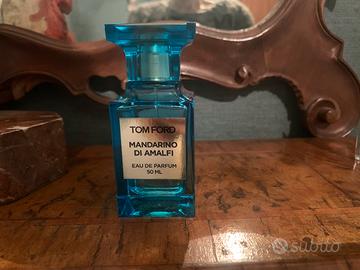 TOM FORD
MANDARINO
DI AMALFI
EAU DE PARFUM
50 ML
subito